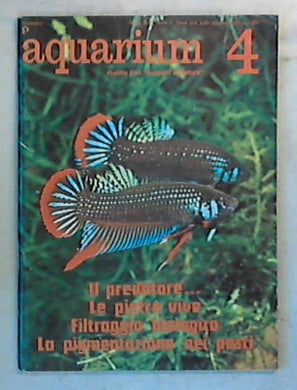 aquarium 4
Il predatore...
Le pietre vive
Filtraggio biologico
La pigmentazione nei pesci